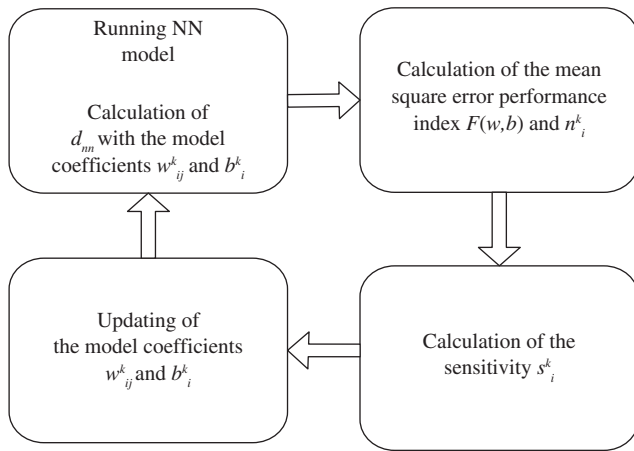 Running NN
model
Calculation of
d_nn with the model
coefficients w^k_ij and b^k_i
Calculation of the mean
square error performance
index F(w,b) and n^k_i
Calculation of the
sensitivity s^k_i
Updating of
the model coefficients
w^k_ij and b^k_i